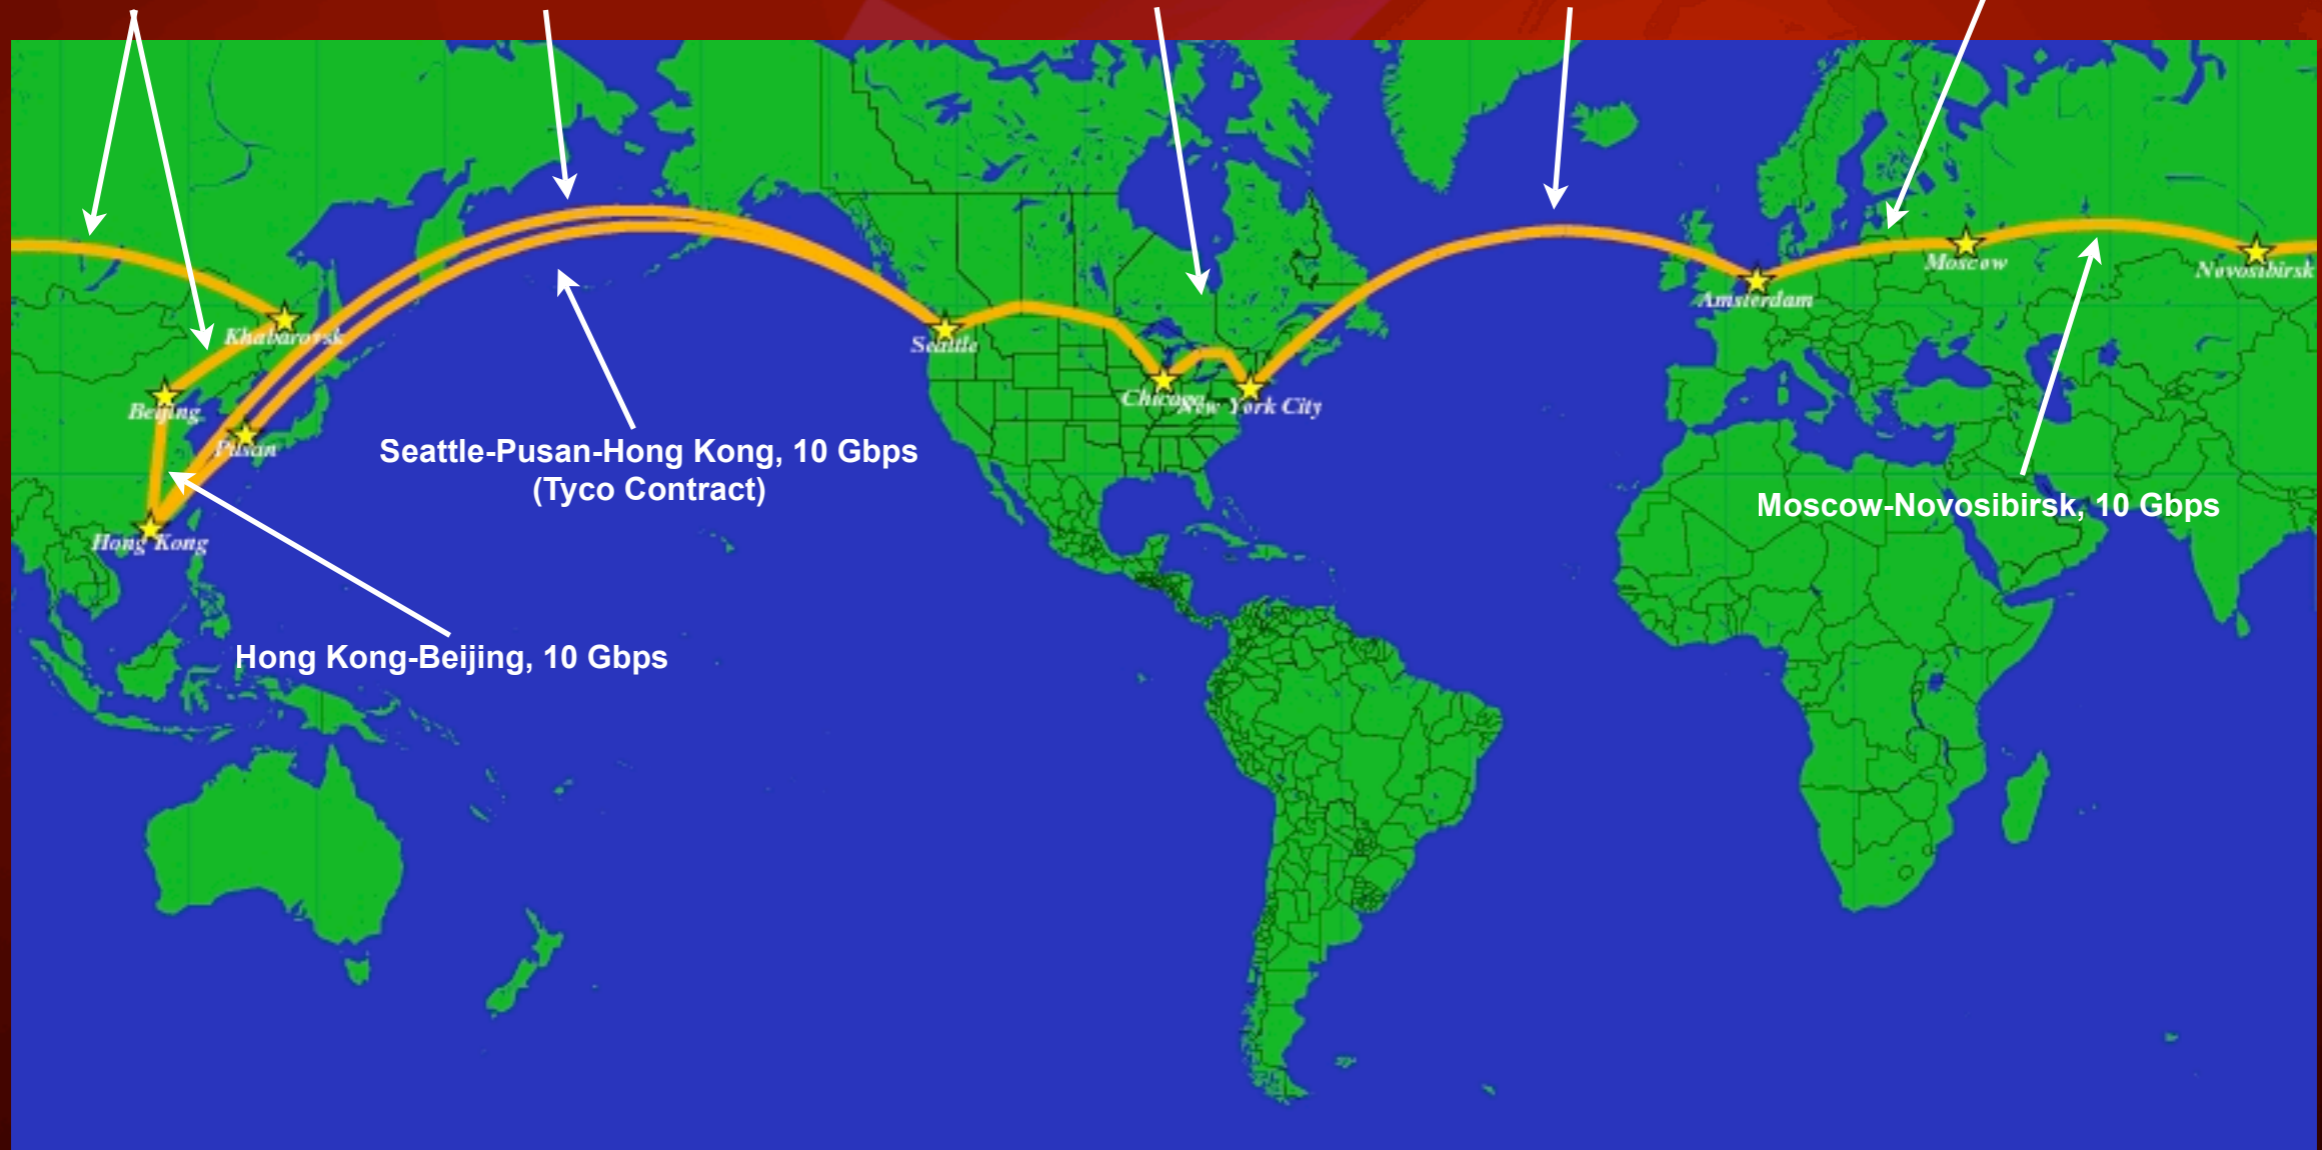 Moscow
Novosibirsk
Amsterdam
Khabarovsk
Seattle
Chicago
New York City
Beijing
Pusan
Seattle-Pusan-Hong Kong, 10 Gbps
(Tyco Contract)
Moscow-Novosibirsk, 10 Gbps
Hong Kong
Hong Kong-Beijing, 10 Gbps